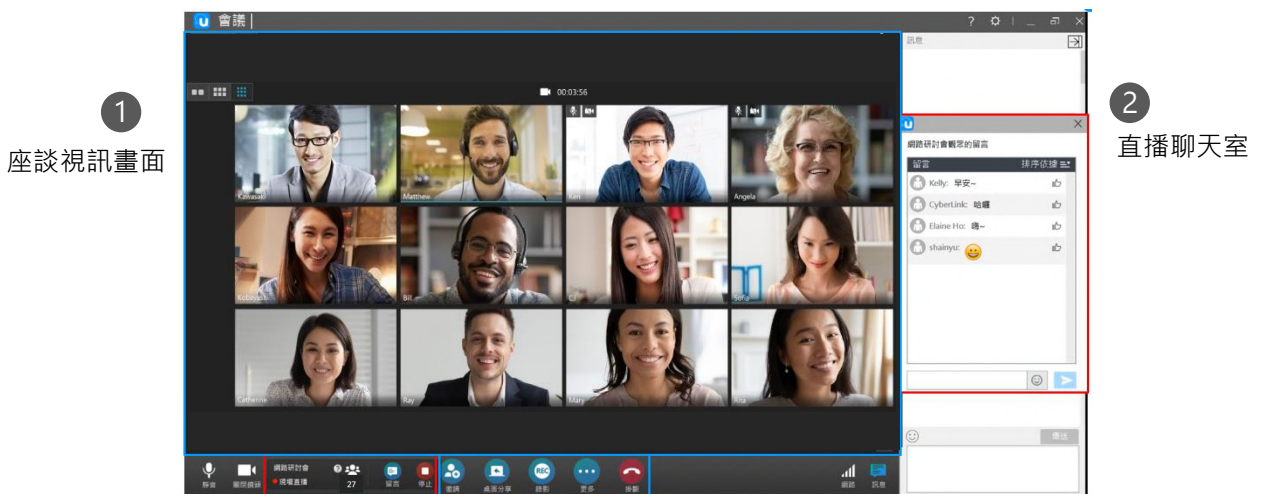 會議
?
訊息
1
座談視訊畫面
00:03:56
2
直播聊天室
Kawasaki
Matthew
Ken
Angela
網路研討會觀眾的留言
留言 排序依據
Kelly: 早安~
CyberLink: 哈囉
Elaine Ho: 嗨~
shainyu:
Kobayashi
Bill
CJ
Sofia
Catherine
Ray
Mary
Rita
傳送
網路研討會
現場直播
27
靜音
關閉鏡頭
留言
停止
邀請
桌面分享
REC
錄影
更多
掛斷
網路
訊息